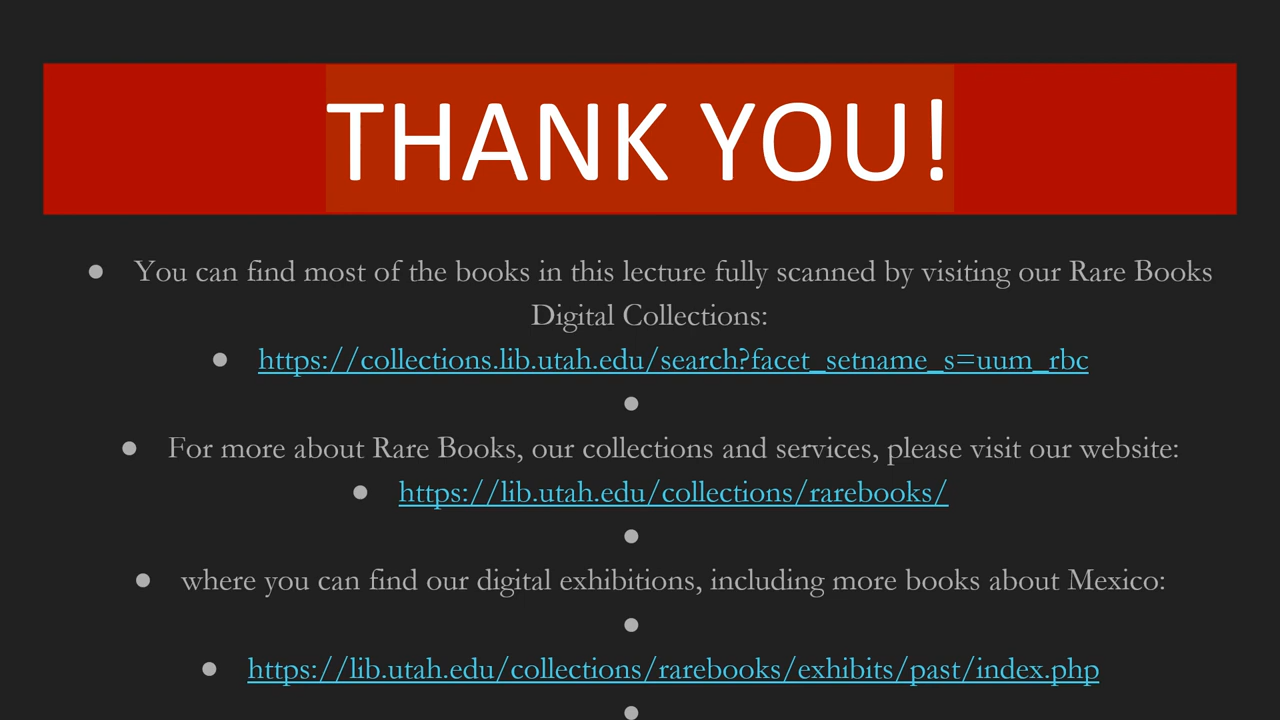 THANK YOU!
● You can find most of the books in this lecture fully scanned by visiting our Rare Books
Digital Collections:
● https://collections.lib.utah.edu/search?facet_setname_s=uum_rbc
●
● For more about Rare Books, our collections and services, please visit our website:
● https://lib.utah.edu/collections/rarebooks/
●
● where you can find our digital exhibitions, including more books about Mexico:
●
● https://lib.utah.edu/collections/rarebooks/exhibits/past/index.php
●